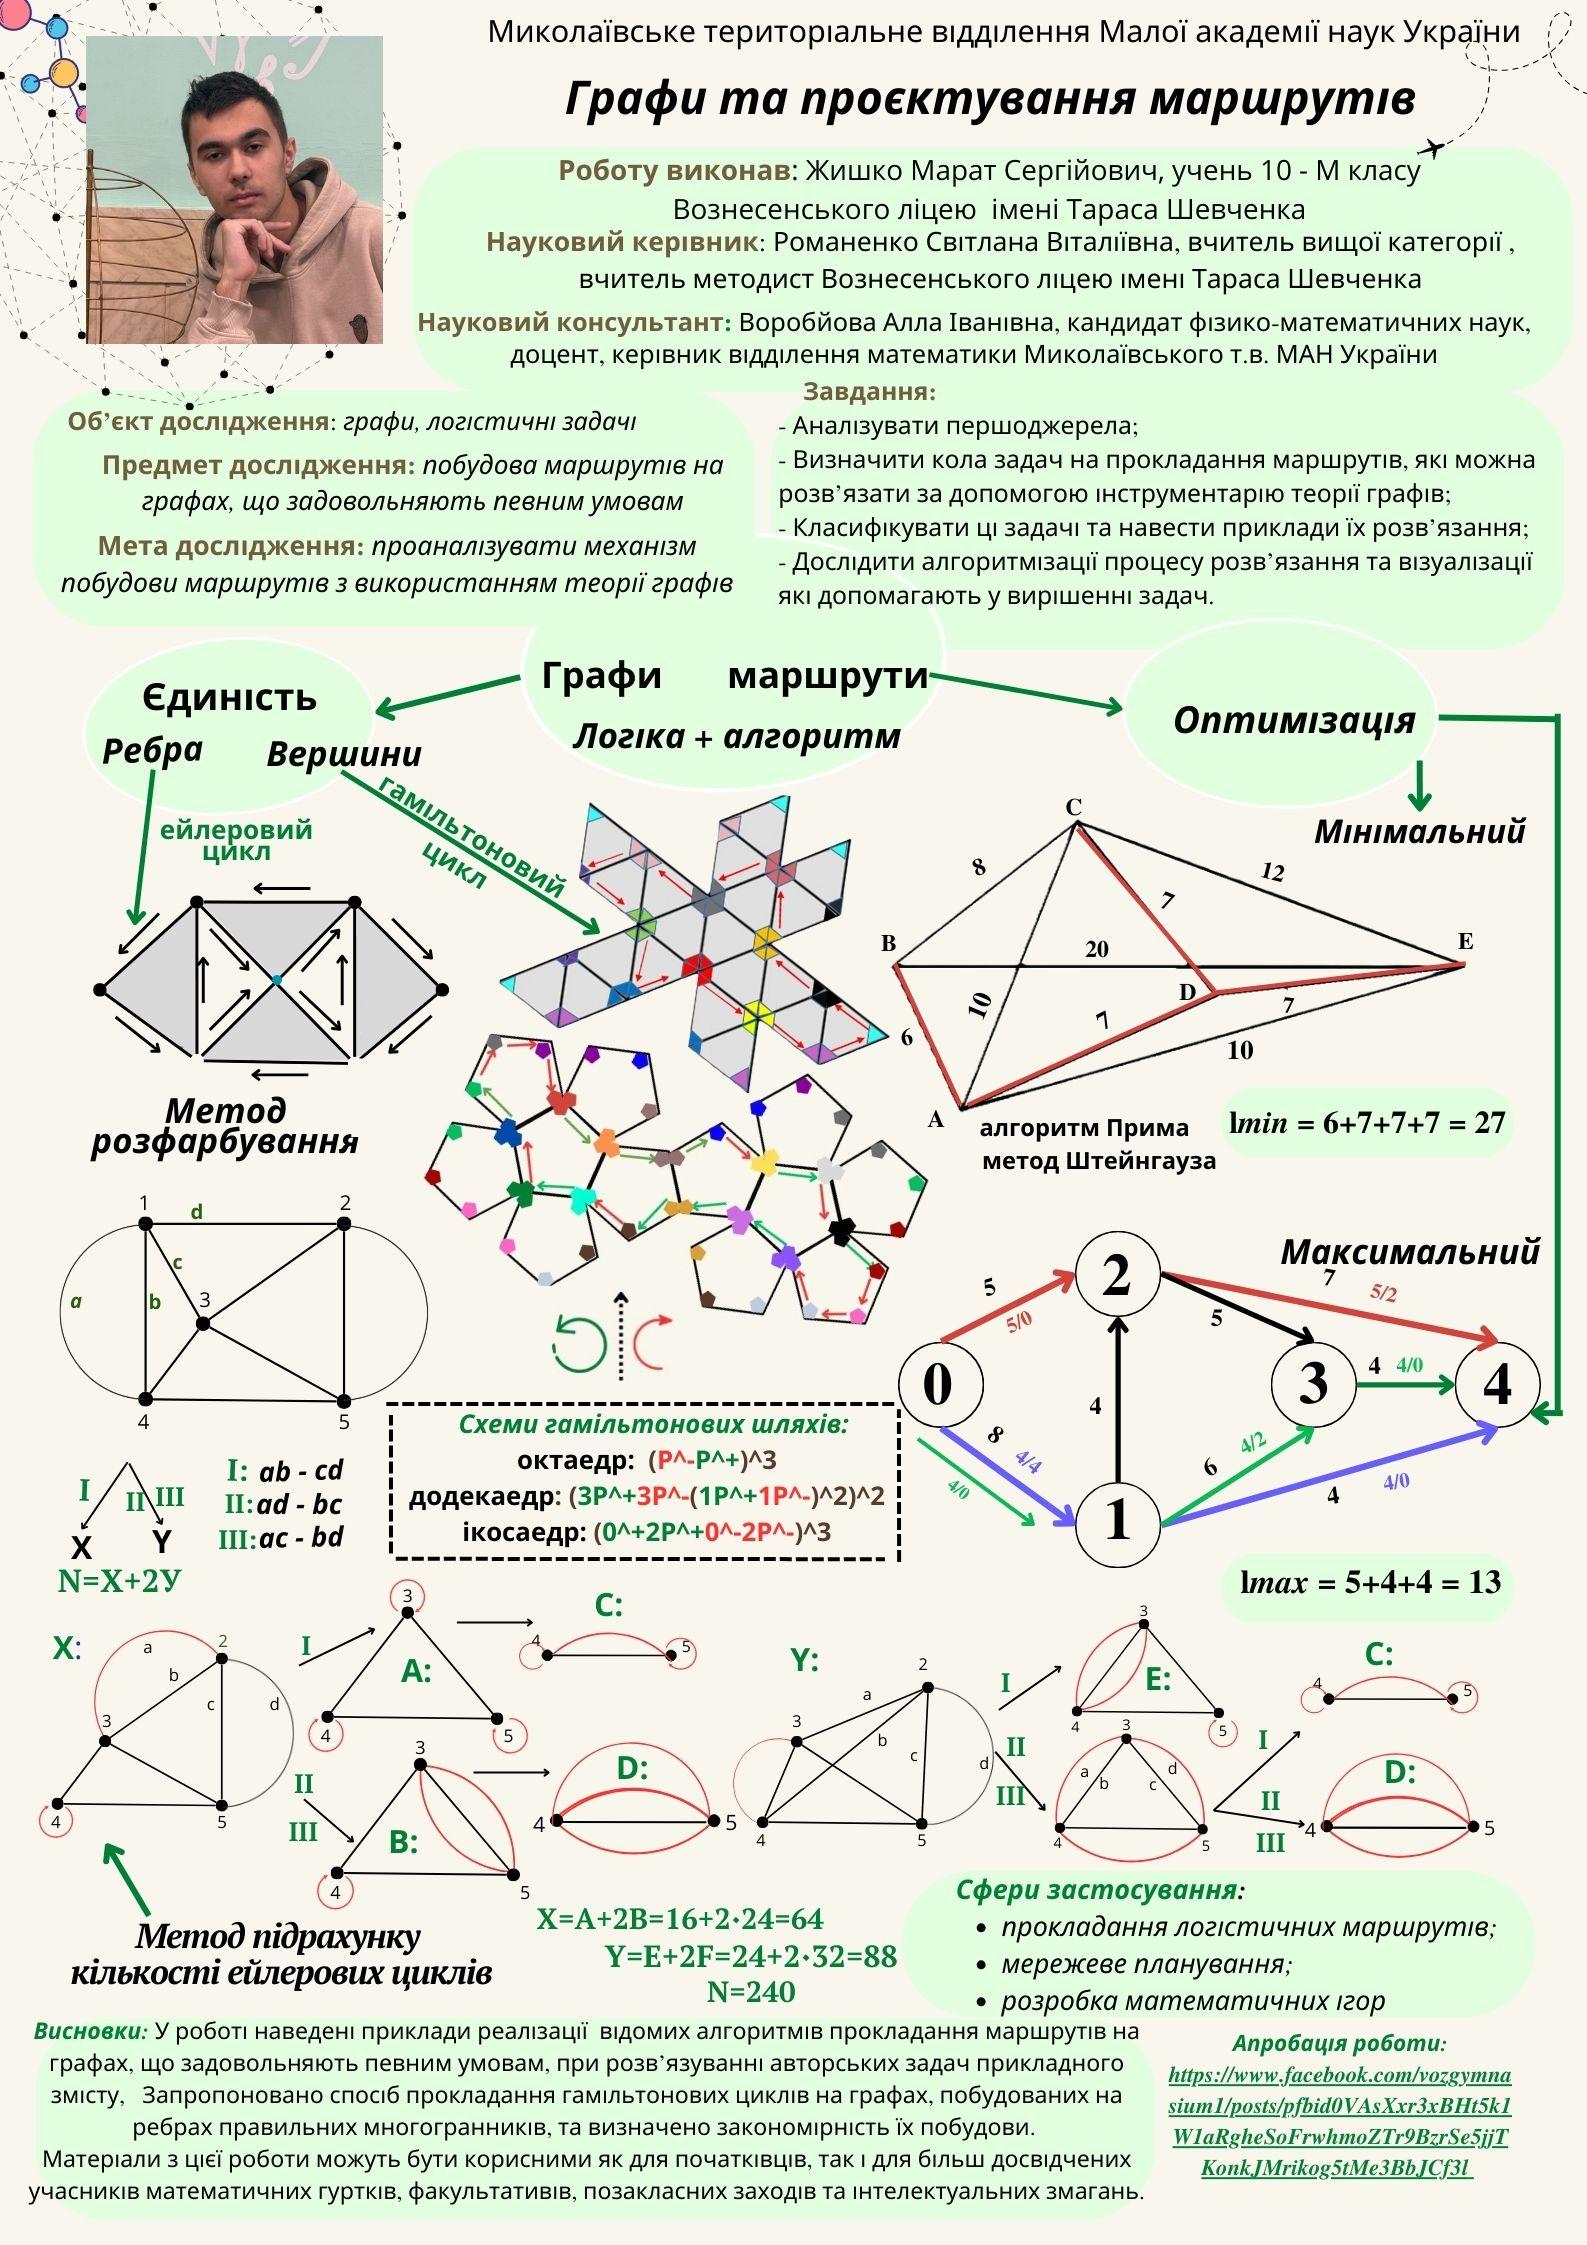 Миколаївське територіальне відділення Малої академії наук України
Графи та проєктування маршрутів
Роботу виконав: Жишко Марат Сергійович, учень 10 - М класу
Вознесенського ліцею імені Тараса Шевченка
Науковий керівник: Романенко Світлана Віталіївна, вчитель вищої категорії ,
вчитель методист Вознесенського ліцею імені Тараса Шевченка
Науковий консультант: Воробйова Алла Іванівна, кандидат фізико-математичних наук,
доцент, керівник відділення математики Миколаївського т.в. МАН України
Об’єкт дослідження: графи, логістичні задачі
Предмет дослідження: побудова маршрутів на
графах, що задовольняють певним умовам
Мета дослідження: проаналізувати механізм
побудови маршрутів з використанням теорії графів
Завдання:
- Аналізувати першоджерела;
- Визначити кола задач на прокладання маршрутів, які можна
розв’язати за допомогою інструментарію теорії графів;
- Класифікувати ці задачі та навести приклади їх розв’язання;
- Дослідити алгоритмізації процесу розв’язання та візуалізації
які допомагають у вирішенні задач.
Єдиність
Ребра Вершини
Графи маршрути
Логіка + алгоритм
Оптимізація
ейлеровий
цикл
гамільтоновий
цикл
Мінімальний
C
8
12
7
B
20
E
D
10
7
7
6
10
A
Метод
розфарбування
алгоритм Прима
метод Штейнгауза
lmin = 6+7+7+7 = 27
1
d
2
c
a
b
3
4
5
Максимальний
2
7
5/2
5
5/0
5
0
3
4 4/0
4
4
8
4/4
4/0
6
4/2
1
4
4/0
lmax = 5+4+4 = 13
Схеми гамільтонових шляхів:
октаедр: (P^-P^+)^3
додекаедр: (3P^+3P^-(1P^+1P^-)^2)^2
ікосаедр: (0^+2P^+0^-2P^-)^3
I
II III
X Y
N=X+2У
I: ab - cd
II: ad - bc
III: ac - bd
X:
a
2
b
c
d
3
4
5
I
3
A:
4
5
C:
4
5
II
III
3
B:
4
5
D:
4
5
Y:
2
a
3
b
c
d
4
5
I
3
E:
4
5
II
III
3
a
b
c
d
4
5
C:
4
5
I
II
III
D:
4
5
Метод підрахунку
кількості ейлерових циклів
X=A+2B=16+2·24=64
Y=E+2F=24+2·32=88
N=240
Сфери застосування:
• прокладання логістичних маршрутів;
• мережеве планування;
• розробка математичних ігор
Висновки: У роботі наведені приклади реалізації відомих алгоритмів прокладання маршрутів на
графах, що задовольняють певним умовам, при розв’язуванні авторських задач прикладного
змісту, Запропоновано спосіб прокладання гамільтонових циклів на графах, побудованих на
ребрах правильних многогранників, та визначено закономірність їх побудови.
Матеріали з цієї роботи можуть бути корисними як для початківців, так і для більш досвідчених
учасників математичних гуртків, факультативів, позакласних заходів та інтелектуальних змагань.
Апробація роботи:
https://www.facebook.com/vozgymna
sium1/posts/pfbid0VAsXxr3xBHt5k1
W1aRgheSoFrwhmoZTr9BzrSe5jjT
KonkJMrikog5tMe3BbJCf3l